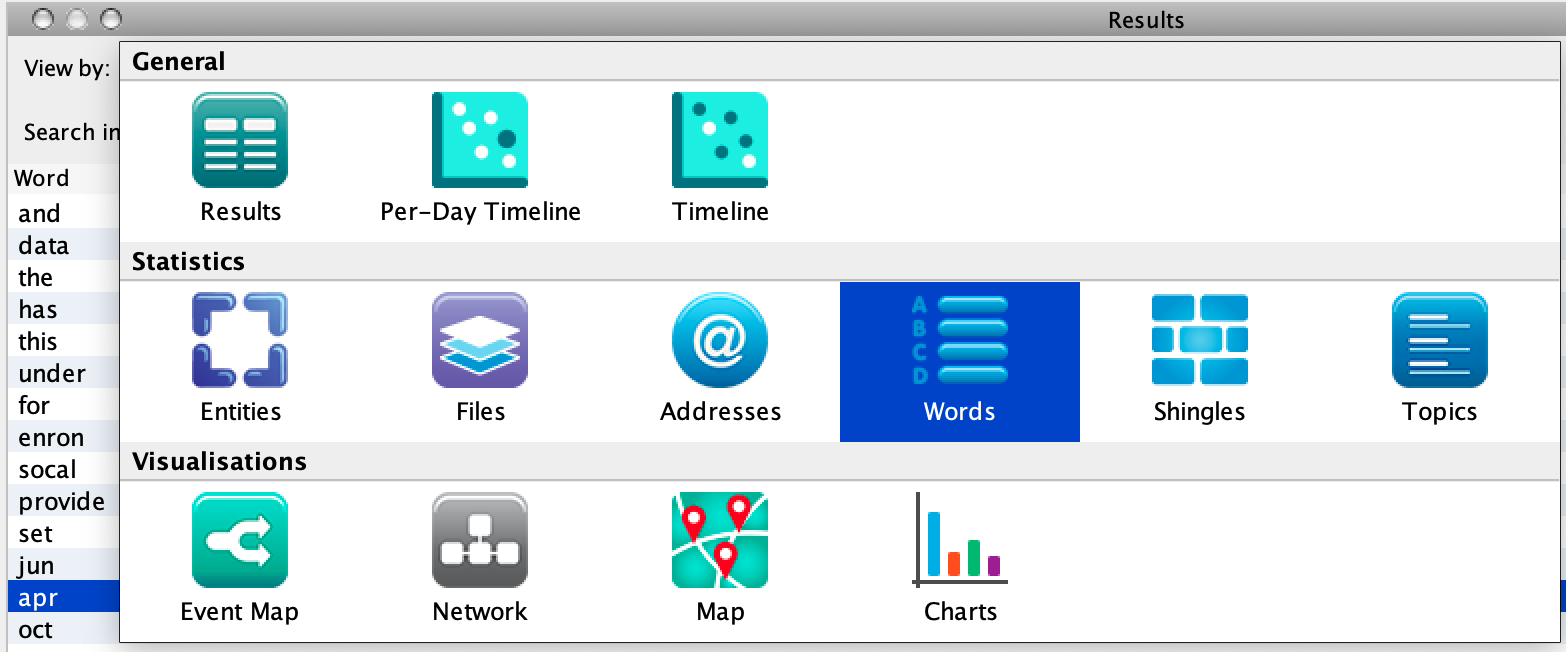 Results
View by:
General
Search in
Results Per-Day Timeline Timeline
Word
and
data
the
has
this
under
for
enron
socal
provide
set
jun
apr
oct
Statistics
A
B
C
D
@
Entities Files Addresses Words Shingles Topics
Visualisations
Event Map Network Map Charts